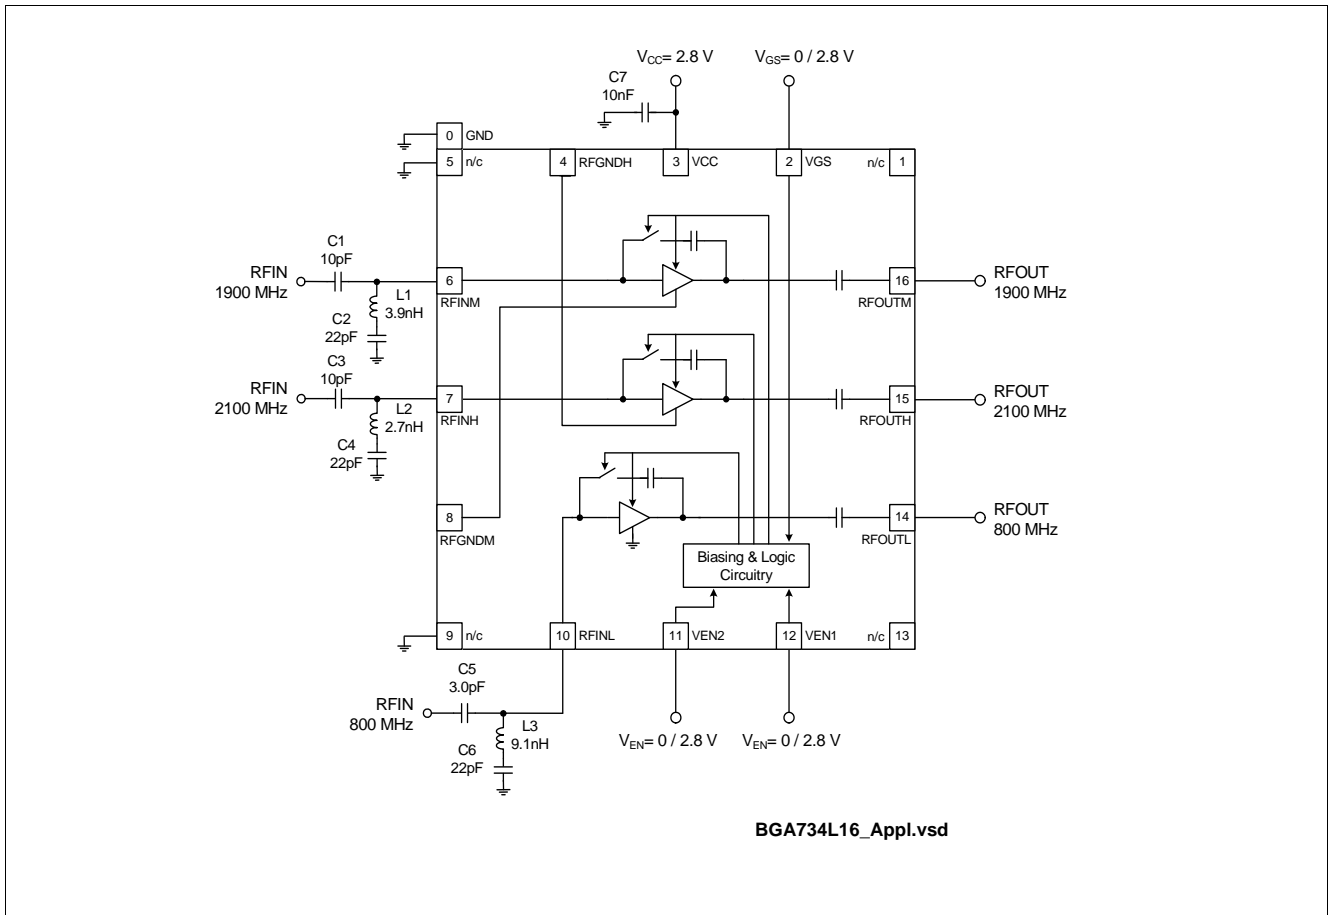 V_CC= 2.8 V
V_GS= 0 / 2.8 V
C7
10nF
0 GND
5 n/c
4 RFGNDH
3 VCC
2 VGS
n/c 1
C1
10pF
RFIN
1900 MHz
L1
3.9nH
C2
22pF
6
RFINM
16
RFOUTM
RFOUT
1900 MHz
C3
10pF
RFIN
2100 MHz
L2
2.7nH
C4
22pF
7
RFINH
15
RFOUTH
RFOUT
2100 MHz
8
RFGNDM
14
RFOUTL
RFOUT
800 MHz
Biasing & Logic
Circuitry
9 n/c
10 RFINL
11 VEN2
12 VEN1
n/c 13
C5
3.0pF
RFIN
800 MHz
L3
9.1nH
C6
22pF
V_EN= 0 / 2.8 V
V_EN= 0 / 2.8 V
BGA734L16_Appl.vsd